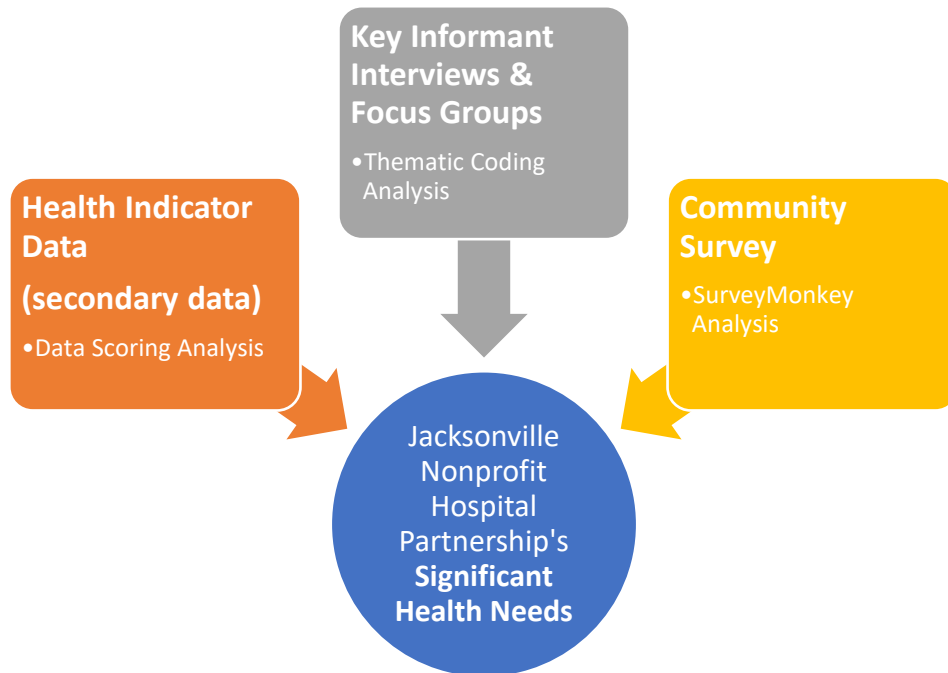 Key Informant
Interviews &
Focus Groups
•Thematic Coding
Analysis
Health Indicator
Data
(secondary data)
•Data Scoring Analysis
Community
Survey
•SurveyMonkey
Analysis
Jacksonville
Nonprofit
Hospital
Partnership's
Significant
Health Needs